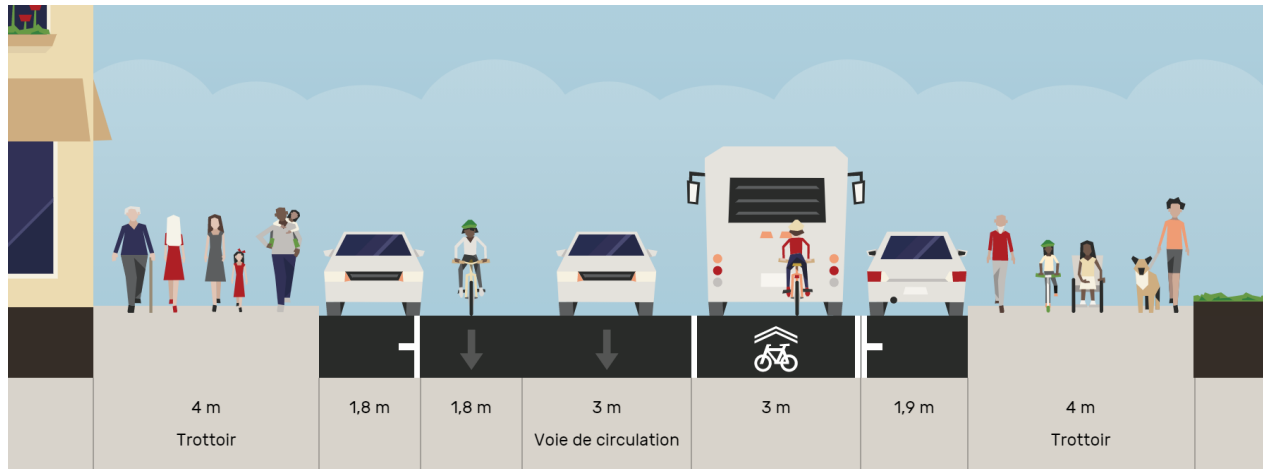 4 m
Trottoir
1,8 m
1,8 m
3 m
Voie de circulation
3 m
1,9 m
4 m
Trottoir